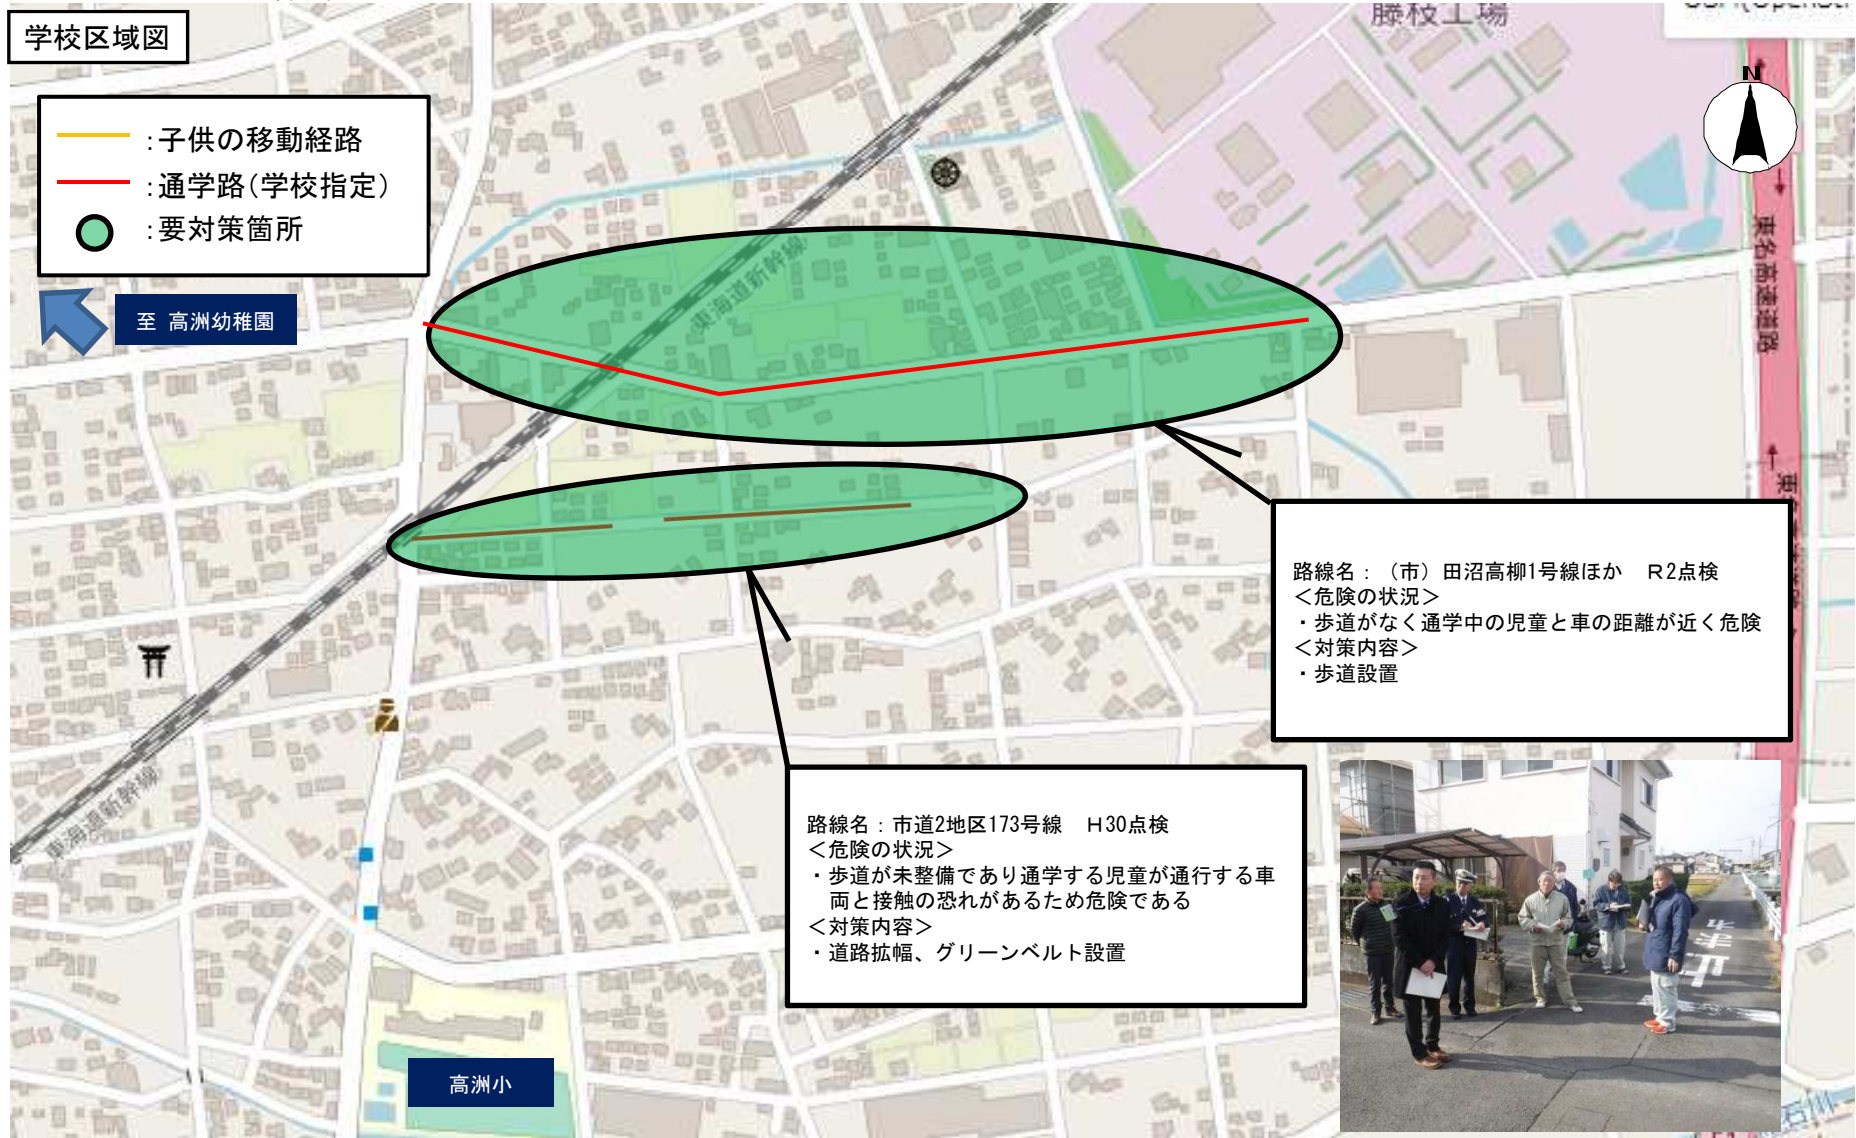 学校区域図
藤枝工場
N
:子供の移動経路
:通学路(学校指定)
:要対策箇所
至 高洲幼稚園
東海道新幹線
東名高速道路
路線名：（市）田沼高柳1号線ほか　R2点検
＜危険の状況＞
・歩道がなく通学中の児童と車の距離が近く危険
＜対策内容＞
・歩道設置
路線名：市道2地区173号線　H30点検
＜危険の状況＞
・歩道が未整備であり通学する児童が通行する車
両と接触の恐れがあるため危険である
＜対策内容＞
・道路拡幅、グリーンベルト設置
東海道新幹線
高洲小